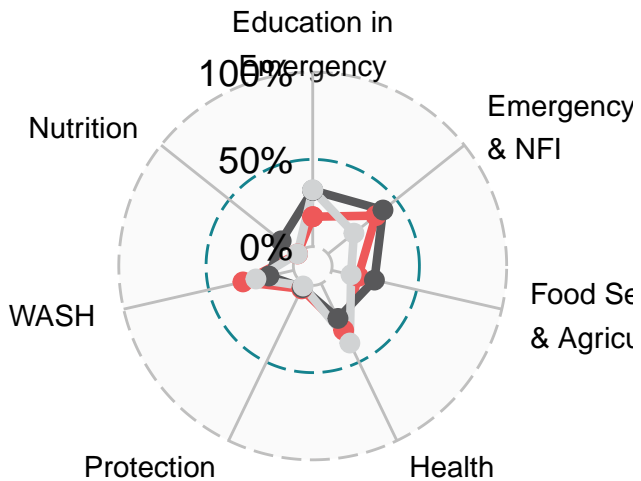 Education in
Emergency
100%
Emergency
& NFI
Nutrition
50%
0%
Food Se
& Agricu
WASH
Protection
Health